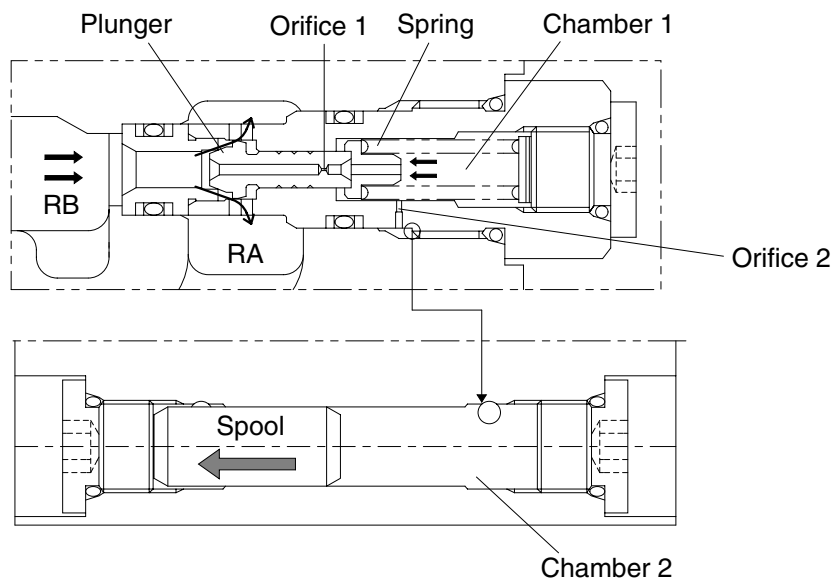 Plunger
Orifice 1
Spring
Chamber 1
RB
RA
Orifice 2
Spool
Chamber 2